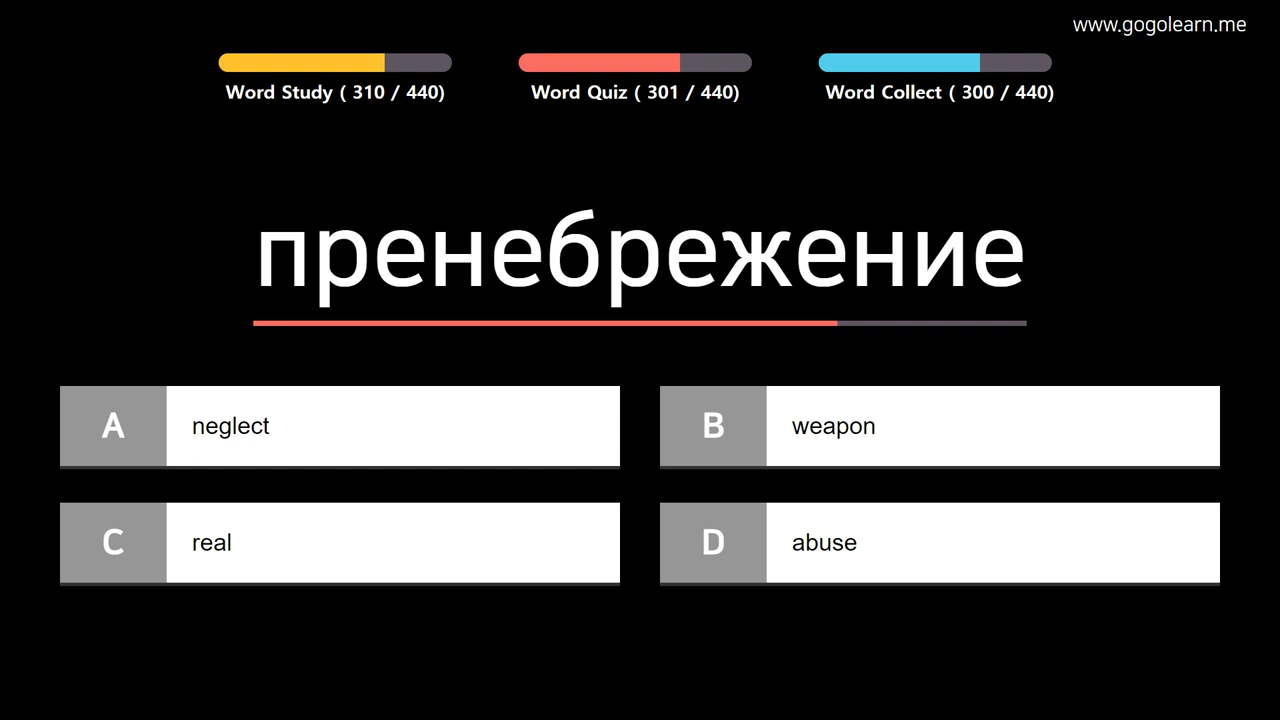 www.gogolearn.me
Word Study ( 310 / 440)
Word Quiz ( 301 / 440)
Word Collect ( 300 / 440)
пренебрежение
A neglect
B weapon
C real
D abuse